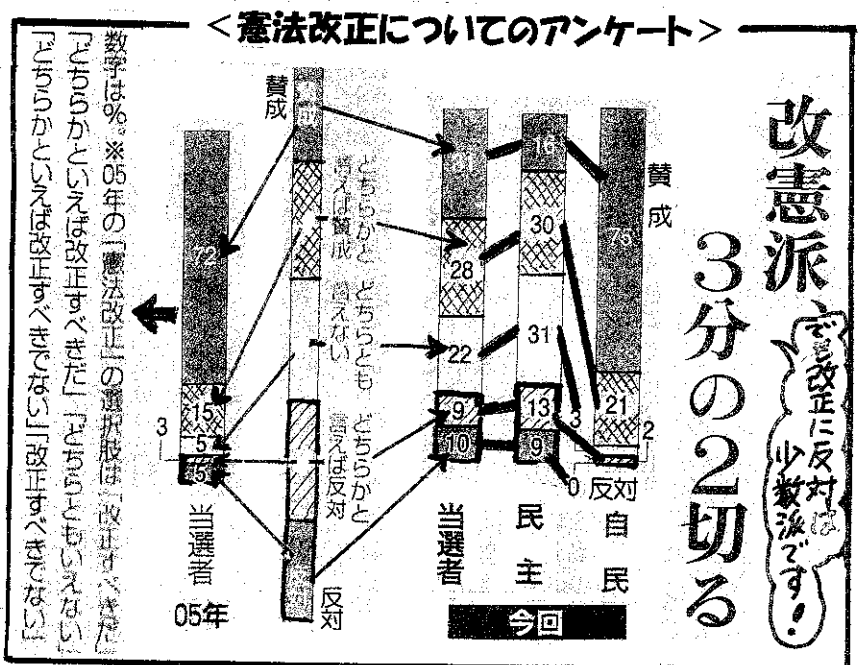 <憲法改正についてのアンケート>
改憲派、
3分の2切る
でも改正に反対は
少数派です!
賛成
75
21
3
2
0
反対
自民
16
30
31
13
9
民主
31
28
22
9
10
当選者
今回
賛成
どちらかと
言えば賛成
どちらとも
言えない
どちらかと
言えば反対
反対
72
15
5
3
5
当選者
05年
数字は%。※05年の「憲法改正」の選択肢は「改正すべきだ」
「どちらかといえば改正すべきだ」「どちらともいえない」
「どちらかといえば改正すべきでない」「改正すべきでない」